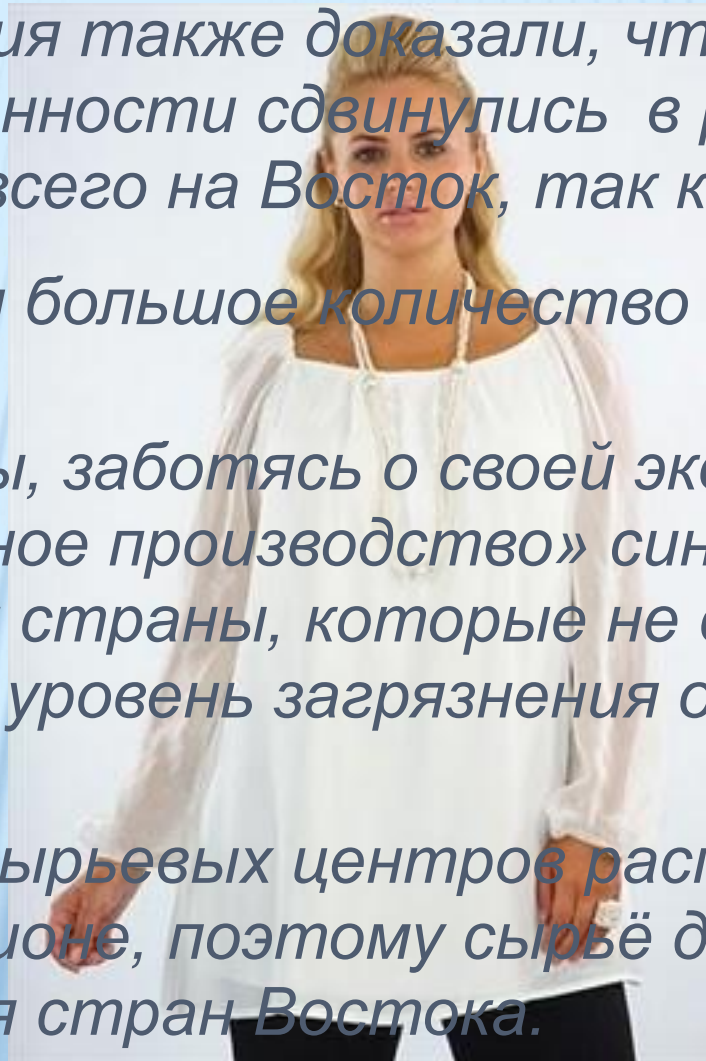 ия также доказали, чт
нности сдвинулись в р
всего на Восток, так к
и большое количество
ы, заботясь о своей эк
ное производство» син
страны, которые не
уровень загрязнения о
ырьевых центров расп
ионе, поэтому сырьё д
я стран Востока.